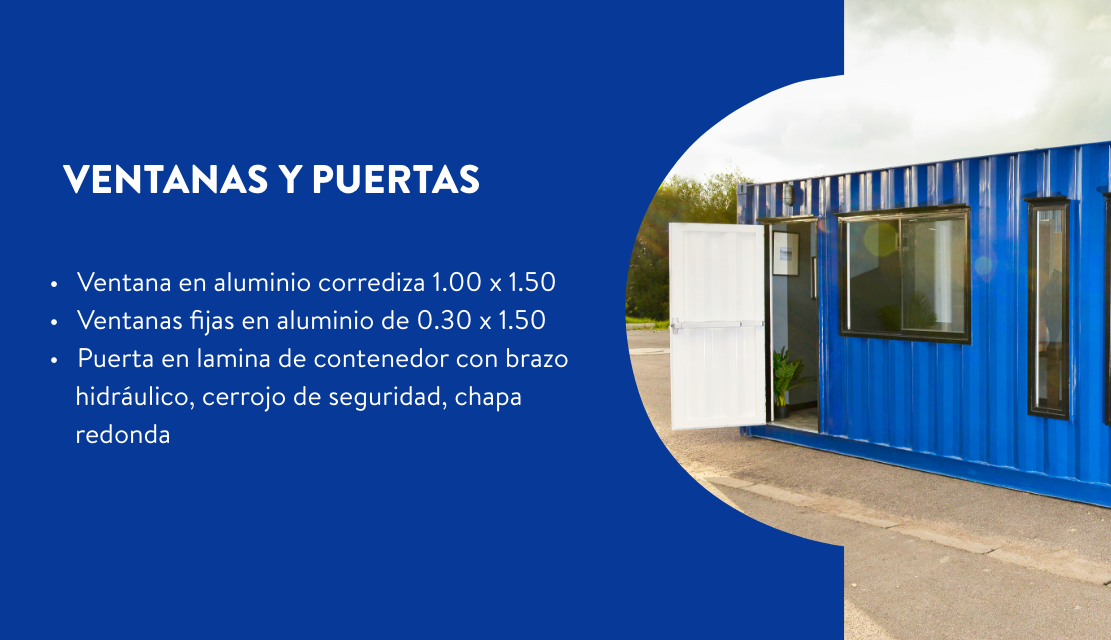 VENTANAS Y PUERTAS
• Ventana en aluminio corrediza 1.00 x 1.50
• Ventanas fijas en aluminio de 0.30 x 1.50
• Puerta en lamina de contenedor con brazo
hidráulico, cerrojo de seguridad, chapa
redonda